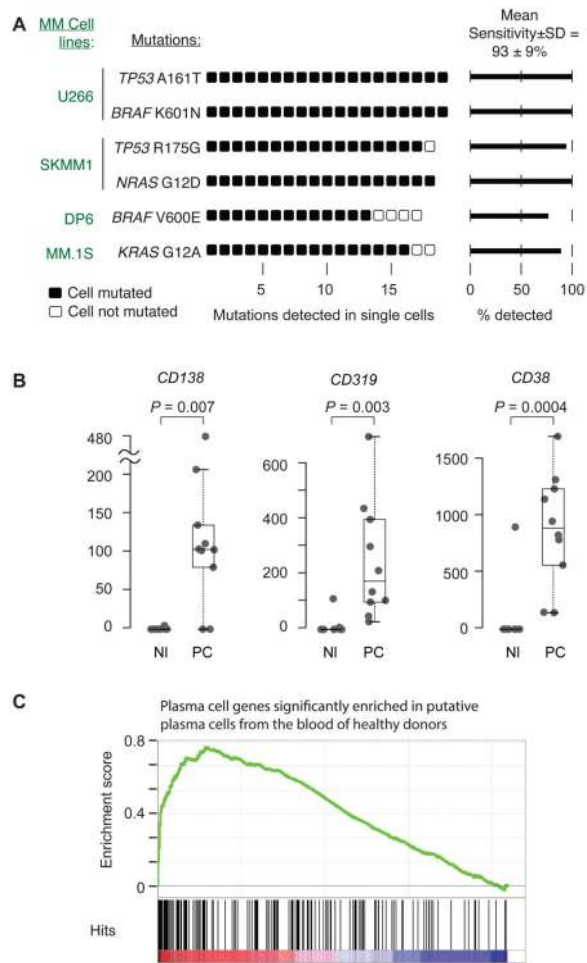 A
MM Cell lines:
Mutations:
Mean
Sensitivity±SD =
93 ± 9%
U266
TP53 A161T
BRAF K601N
SKMM1
TP53 R175G
NRAS G12D
DP6
BRAF V600E
MM.1S
KRAS G12A
Cell mutated
Cell not mutated
5 10 15
Mutations detected in single cells
0 50 100
% detected
B
CD138
P = 0.007
480
200
150
100
50
0
NI PC
CD319
P = 0.003
600
400
200
0
NI PC
CD38
P = 0.0004
1500
1000
500
0
NI PC
C
Plasma cell genes significantly enriched in putative
plasma cells from the blood of healthy donors
Enrichment score
0.8
0.4
0
Hits